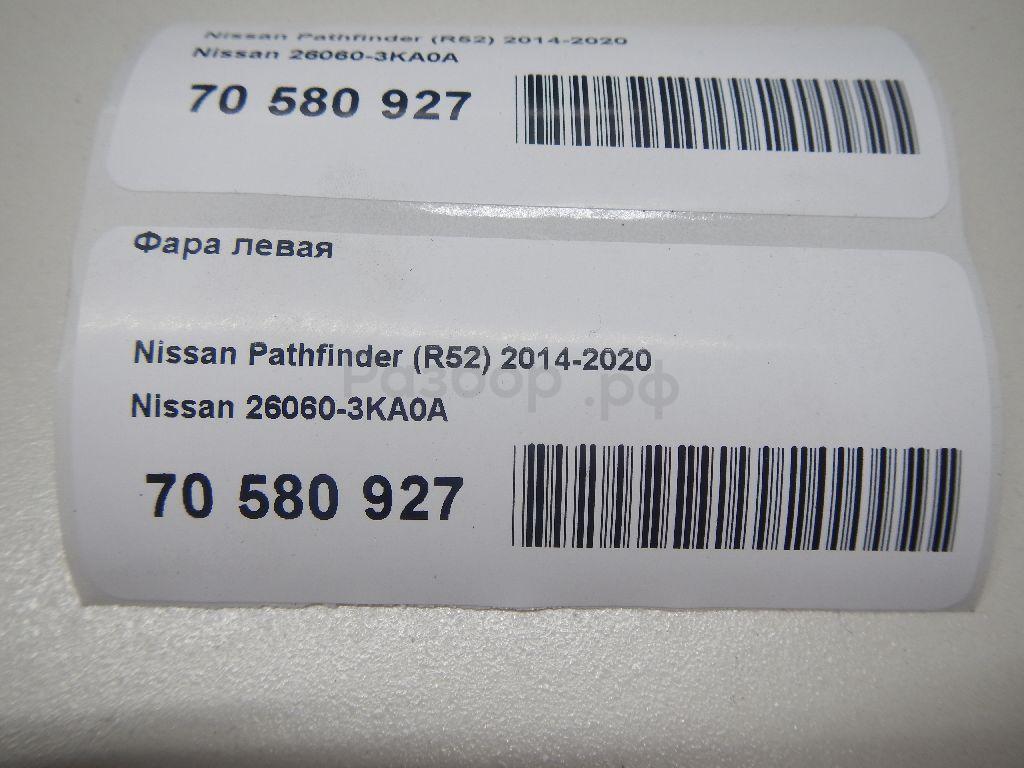 Nissan Pathfinder (R52) 2014-2020
Nissan 26060-3KA0A
70 580 927
Фара левая
Nissan Pathfinder (R52) 2014-2020
Разбор.рф
Nissan 26060-3KA0A
70 580 927